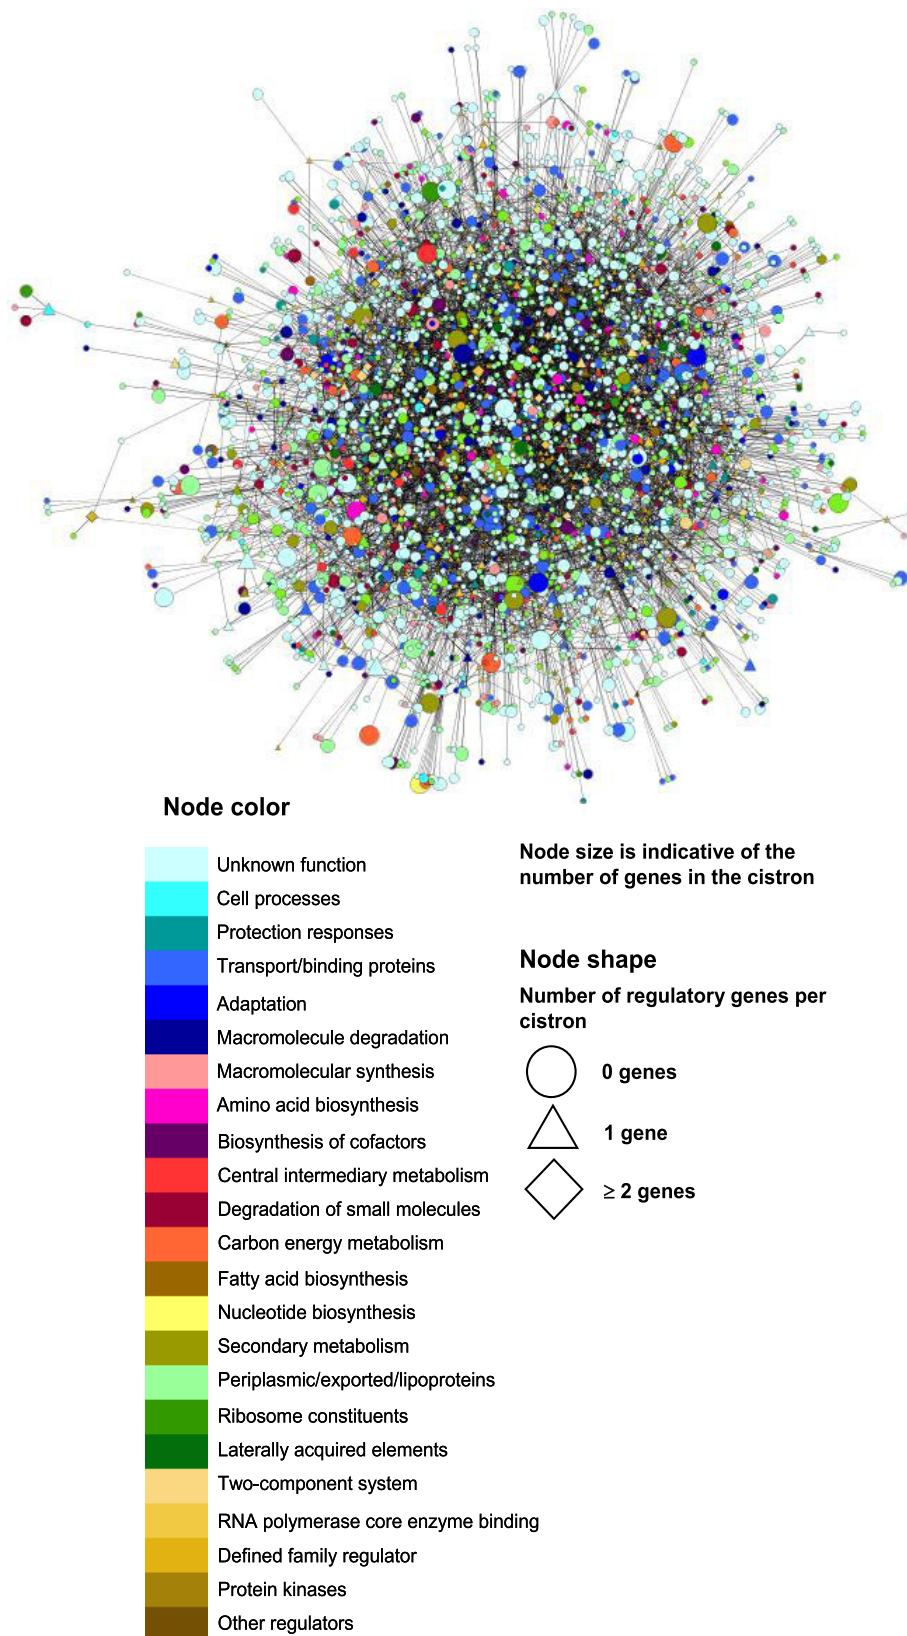 Node color
Unknown function
Cell processes
Protection responses
Transport/binding proteins
Adaptation
Macromolecule degradation
Macromolecular synthesis
Amino acid biosynthesis
Biosynthesis of cofactors
Central intermediary metabolism
Degradation of small molecules
Carbon energy metabolism
Fatty acid biosynthesis
Nucleotide biosynthesis
Secondary metabolism
Periplasmic/exported/lipoproteins
Ribosome constituents
Laterally acquired elements
Two-component system
RNA polymerase core enzyme binding
Defined family regulator
Protein kinases
Other regulators
Node size is indicative of the
number of genes in the cistron
Node shape
Number of regulatory genes per
cistron
0 genes
1 gene
≥ 2 genes